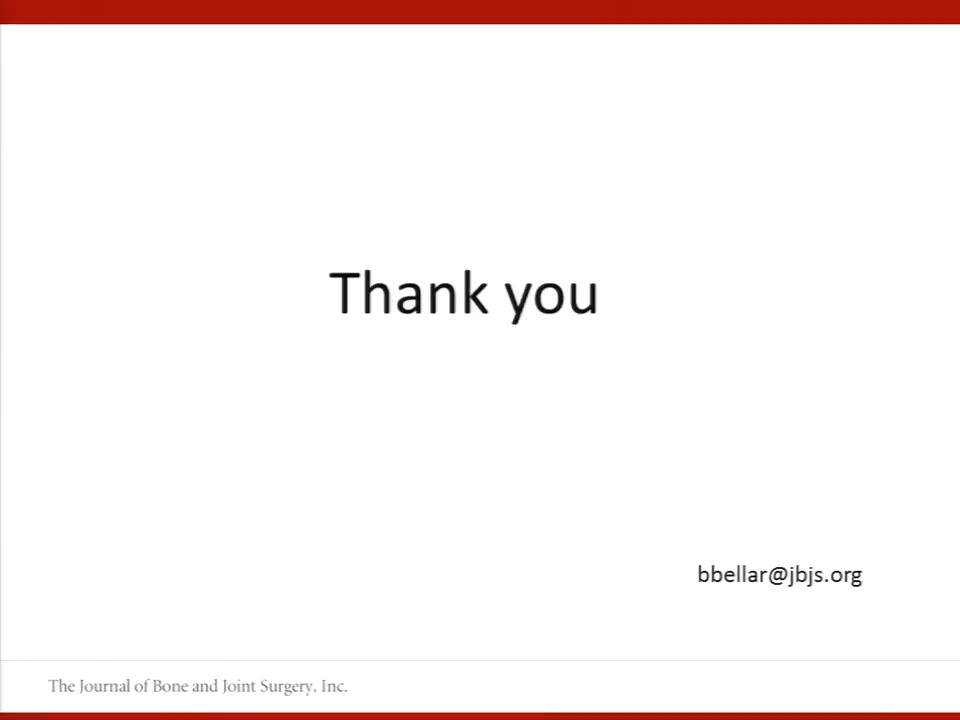 Thank you
bbellar@jbjs.org
The Journal of Bone and Joint Surgery, Inc.